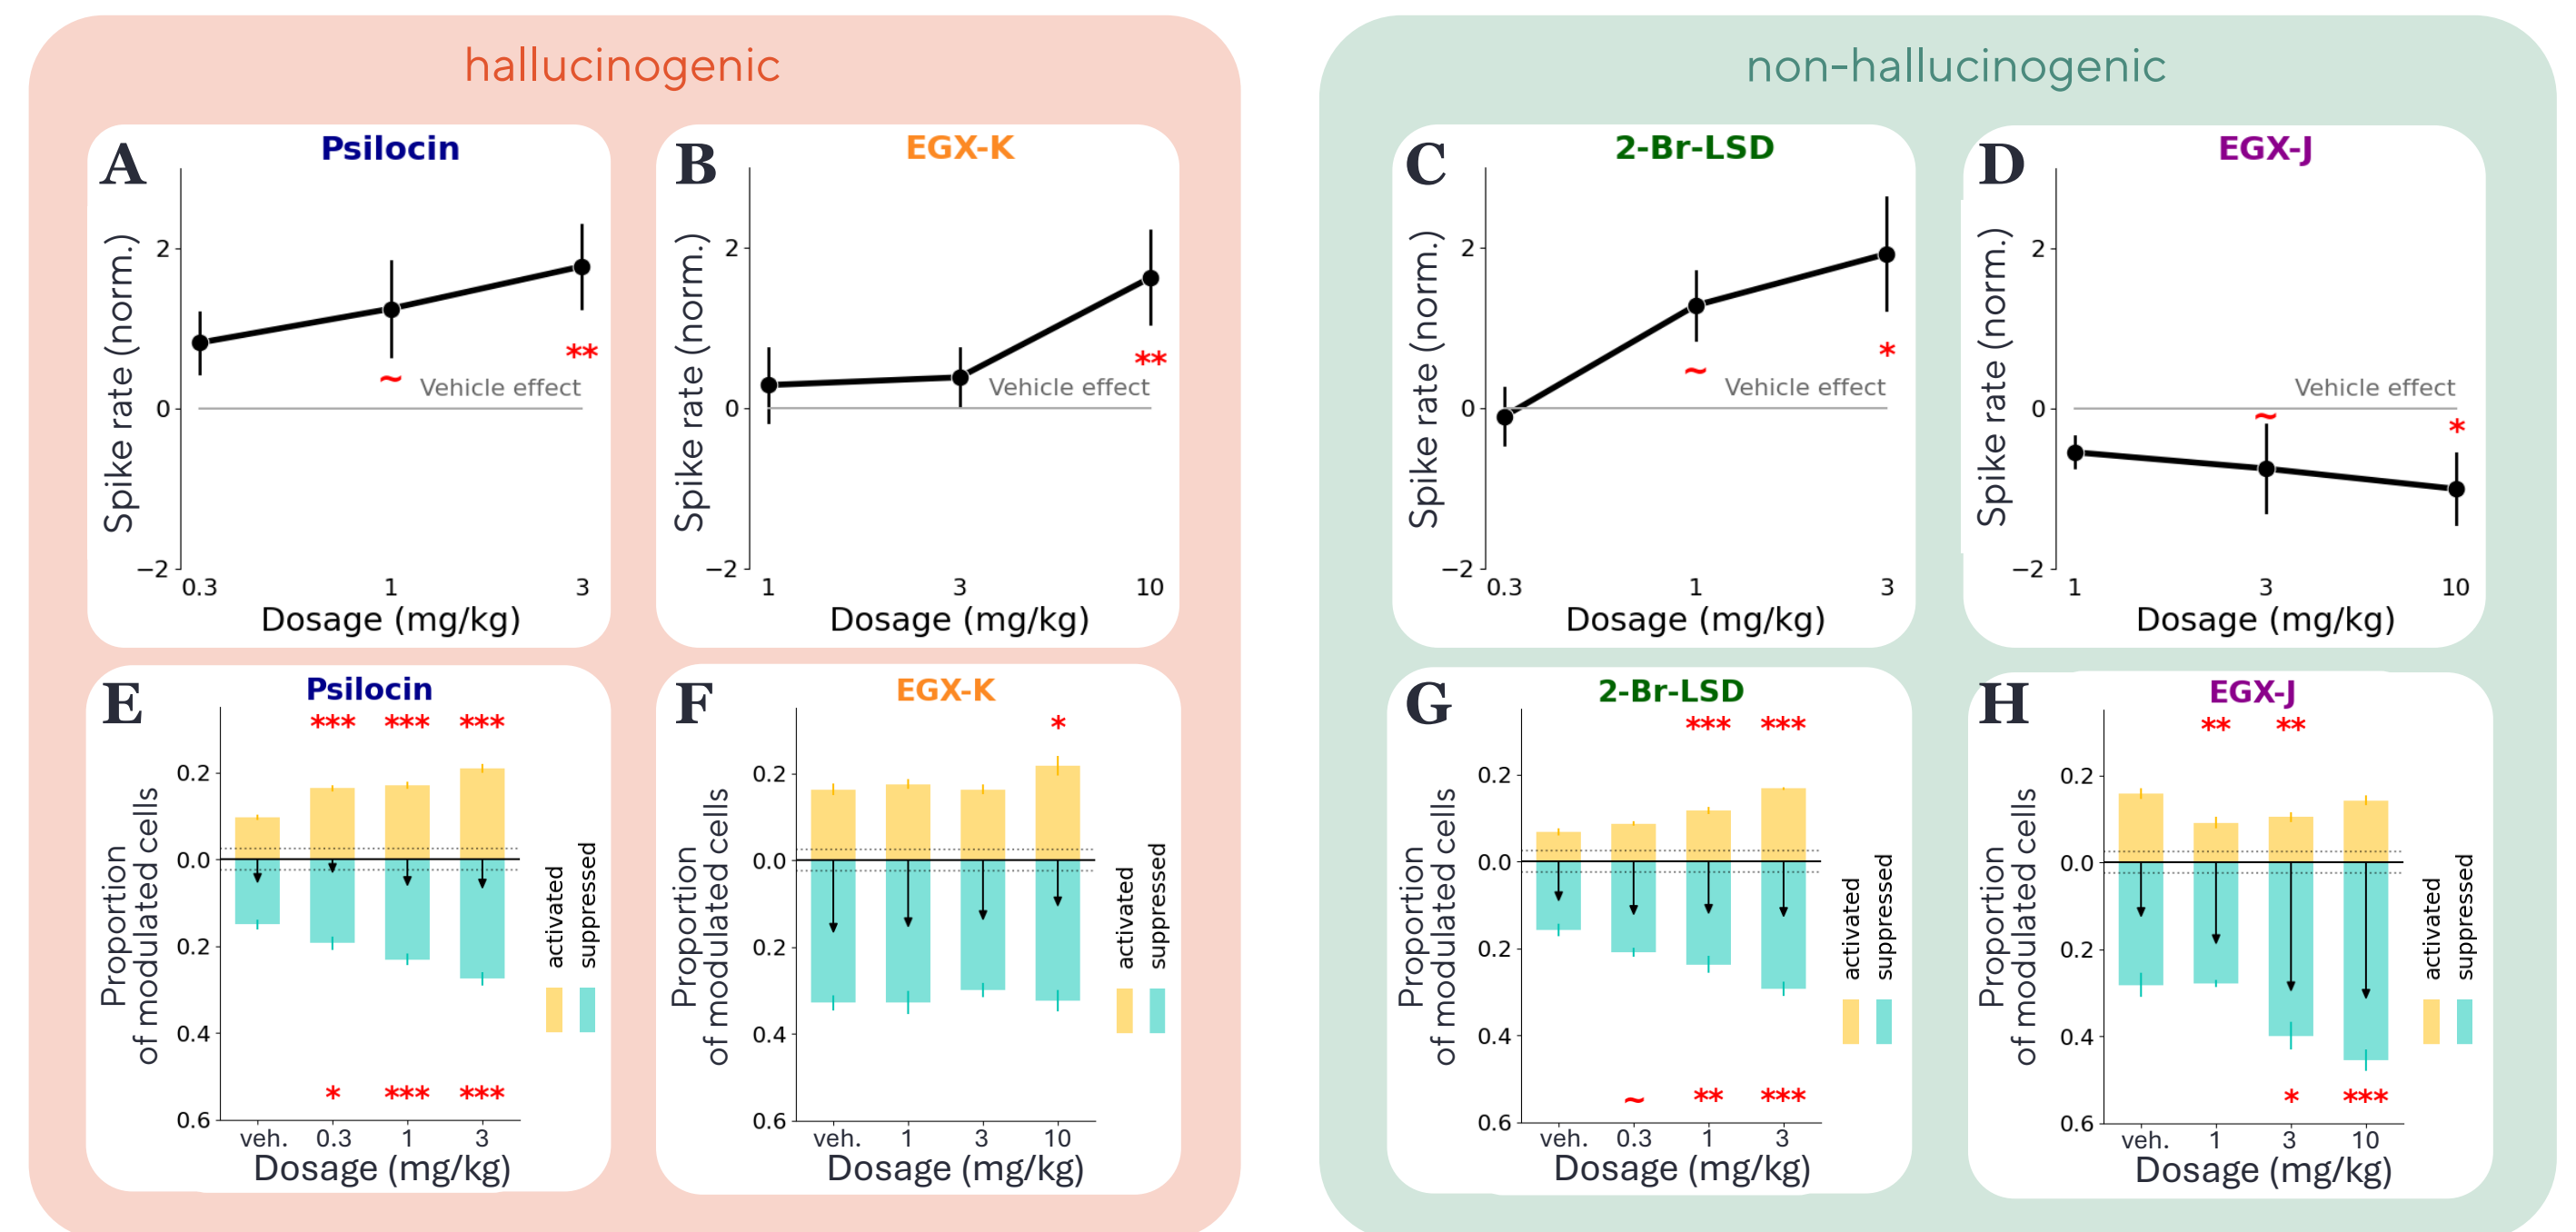 hallucinogenic
non-hallucinogenic
A
Psilocin
Spike rate (norm.)
2
0
−2
~
**
Vehicle effect
0.3 1 3
Dosage (mg/kg)
B
EGX-K
Spike rate (norm.)
2
0
−2
**
Vehicle effect
1 3 10
Dosage (mg/kg)
C
2-Br-LSD
Spike rate (norm.)
2
0
−2
~
*
Vehicle effect
0.3 1 3
Dosage (mg/kg)
D
EGX-J
Spike rate (norm.)
2
0
−2
Vehicle effect
~
*
1 3 10
Dosage (mg/kg)
E
Psilocin
*** *** ***
Proportion
of modulated cells
0.2
0.0
0.2
0.4
0.6
activated
suppressed
* *** ***
veh. 0.3 1 3
Dosage (mg/kg)
F
EGX-K
*
Proportion
of modulated cells
0.2
0.0
0.2
0.4
0.6
activated
suppressed
veh. 1 3 10
Dosage (mg/kg)
G
2-Br-LSD
*** ***
Proportion
of modulated cells
0.2
0.0
0.2
0.4
0.6
activated
suppressed
~ ** ***
veh. 0.3 1 3
Dosage (mg/kg)
H
EGX-J
** **
Proportion
of modulated cells
0.2
0.0
0.2
0.4
0.6
activated
suppressed
* ***
veh. 1 3 10
Dosage (mg/kg)